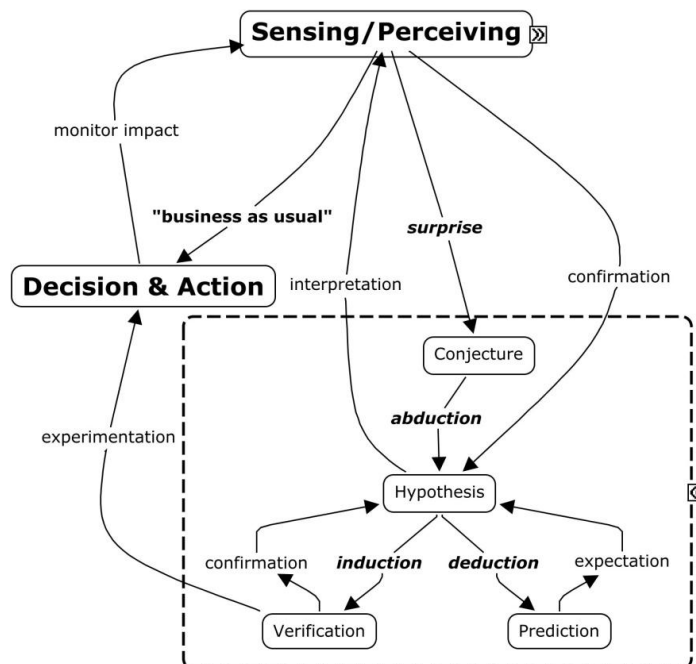 Sensing/Perceiving
monitor impact
"business as usual"
surprise
Decision & Action
interpretation
confirmation
Conjecture
abduction
experimentation
Hypothesis
confirmation
induction
deduction
expectation
Verification
Prediction